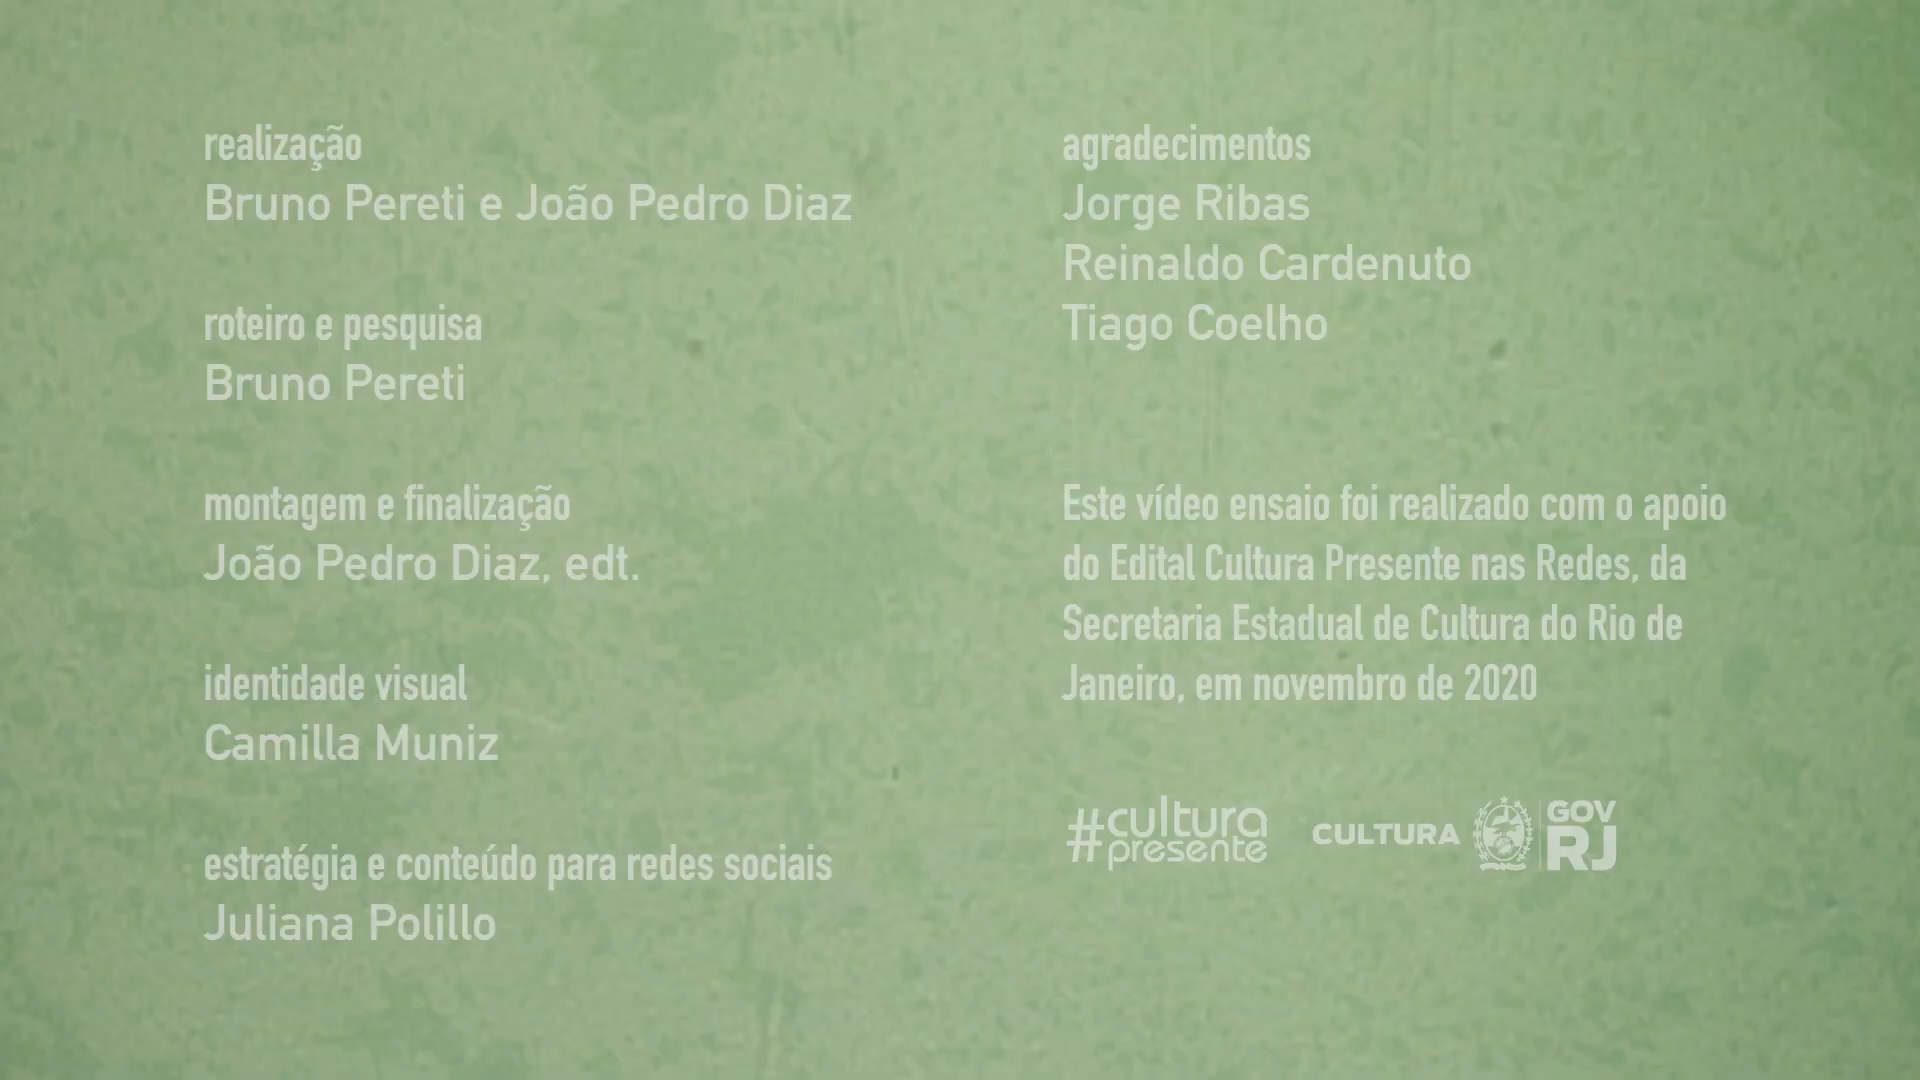 realização
Bruno Pereti e João Pedro Diaz
roteiro e pesquisa
Bruno Pereti
montagem e finalização
João Pedro Diaz, edt.
identidade visual
Camilla Muniz
estratégia e conteúdo para redes sociais
Juliana Polillo
agradecimentos
Jorge Ribas
Reinaldo Cardenuto
Tiago Coelho
Este vídeo ensaio foi realizado com o apoio
do Edital Cultura Presente nas Redes, da
Secretaria Estadual de Cultura do Rio de
Janeiro, em novembro de 2020
#cultura
presente
CULTURA
GOV
RJ